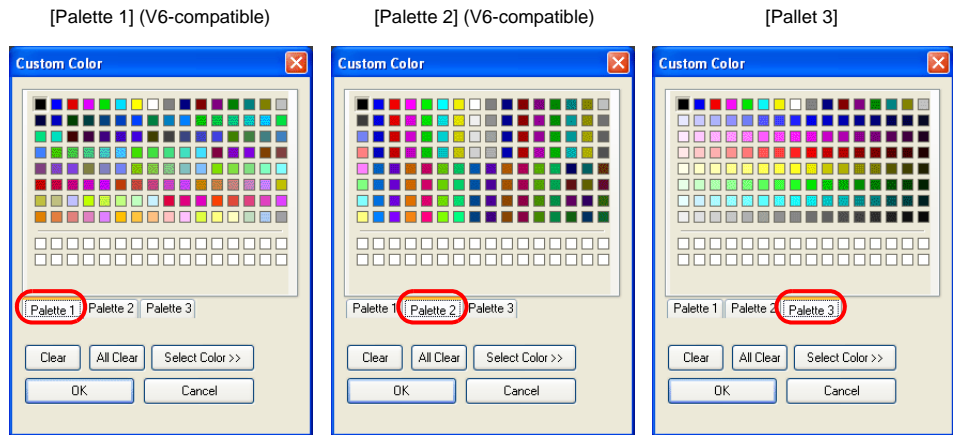 [Palette 1] (V6-compatible)
[Palette 2] (V6-compatible)
[Pallet 3]
Custom Color
Palette 1 Palette 2 Palette 3
Clear All Clear Select Color >>
OK Cancel
Custom Color
Palette 1 Palette 2 Palette 3
Clear All Clear Select Color >>
OK Cancel
Custom Color
Palette 1 Palette 2 Palette 3
Clear All Clear Select Color >>
OK Cancel